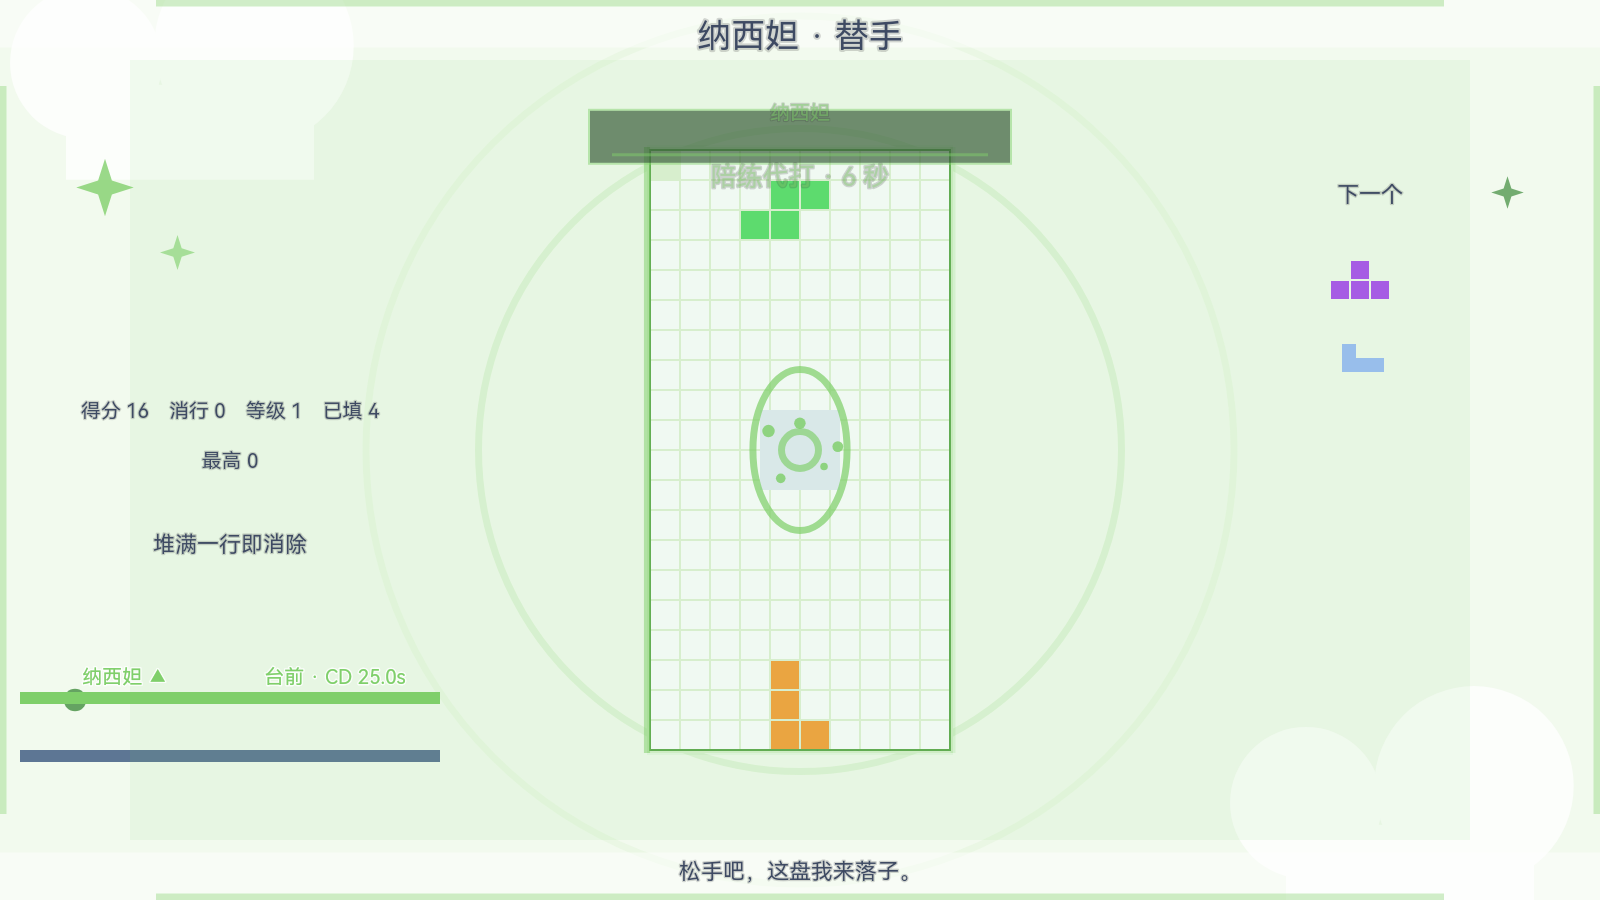 纳西妲 · 替手
纳西妲
陪练代打 · 6 秒
下一个
得分 16 消行 0 等级 1 已填 4
最高 0
堆满一行即消除
纳西妲 ▲ 台前 · CD 25.0s
松手吧，这盘我来落子。